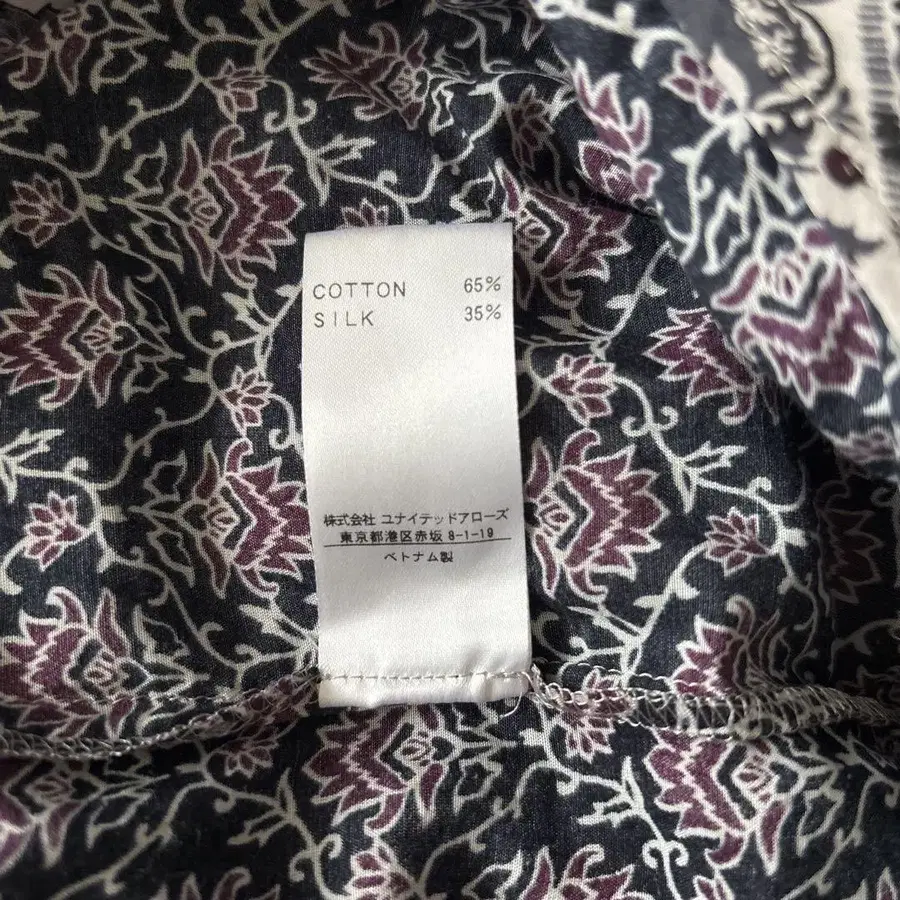 COTTON 65%
SILK 35%
株式会社 ユナイテッドアローズ
東京都港区赤坂 8-1-19
ベトナム製